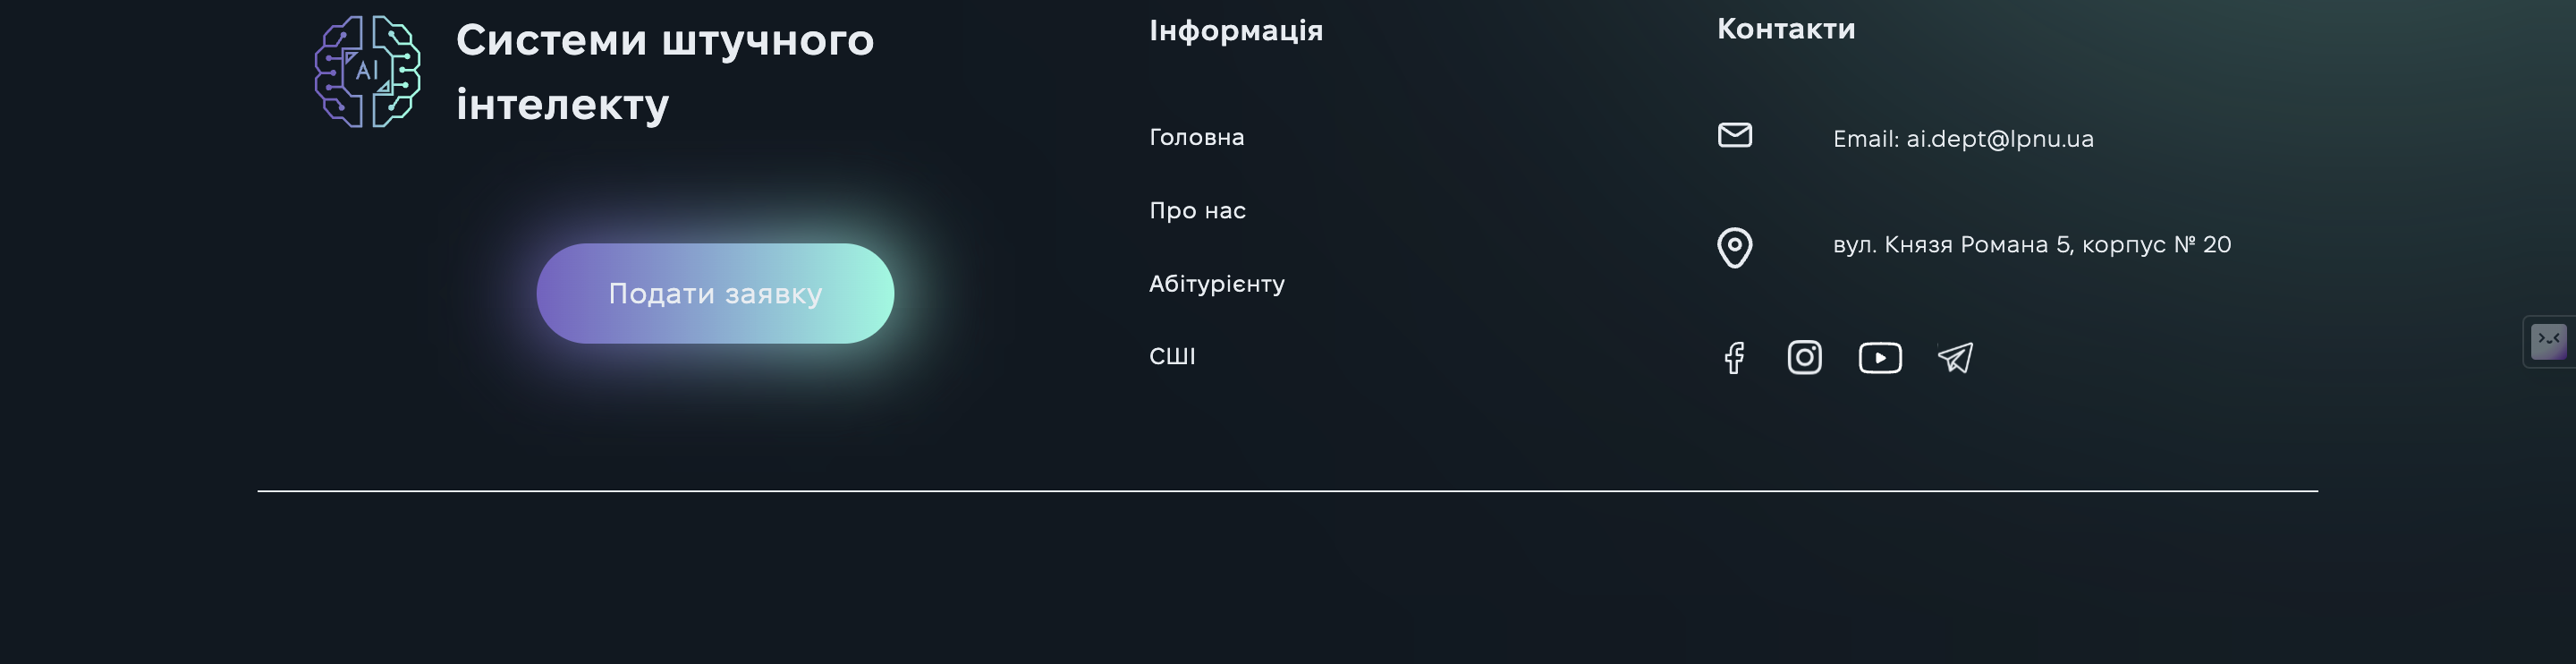 AI
Системи штучного
інтелекту
Подати заявку
Інформація
Головна
Про нас
Абітурієнту
СШІ
Контакти
Email: ai.dept@lpnu.ua
вул. Князя Романа 5, корпус № 20